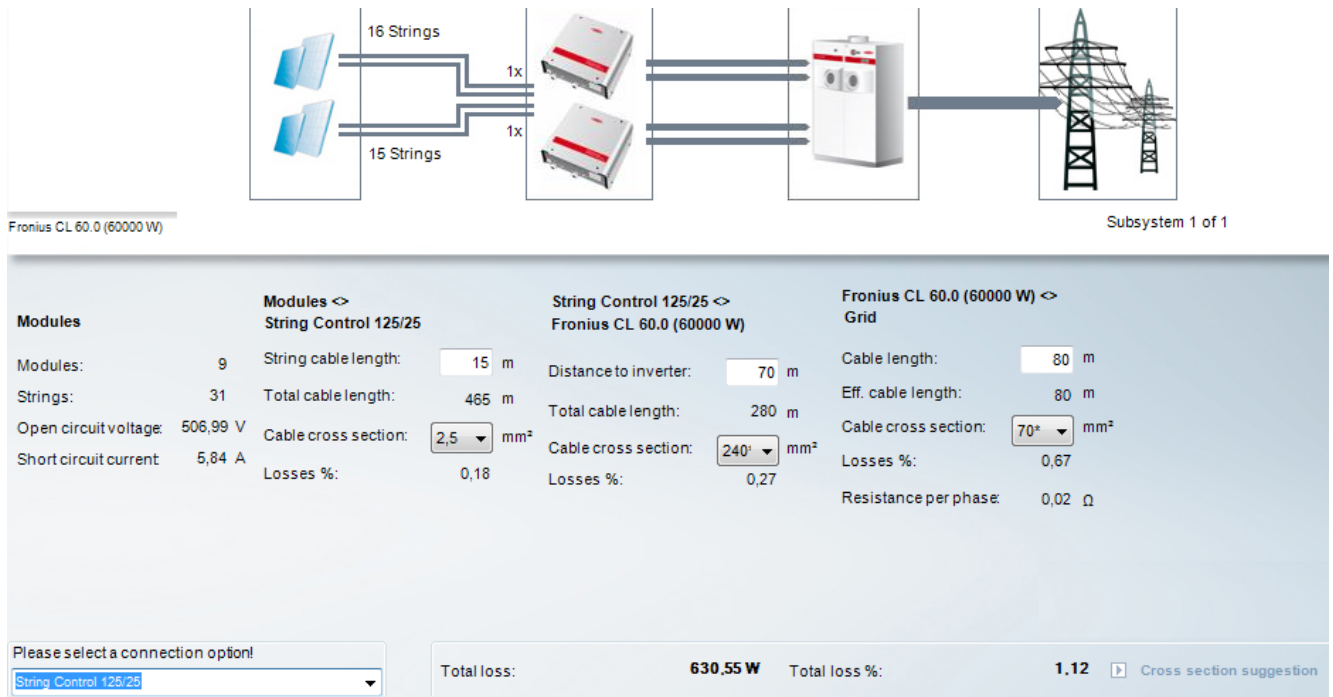 16 Strings
1x
1x
15 Strings
Fronius CL 60.0 (60000 W)
Subsystem 1 of 1
Modules
Modules: 9
Strings: 31
Open circuit voltage: 506,99 V
Short circuit current: 5,84 A
Modules <>
String Control 125/25
String cable length: 15 m
Total cable length: 465 m
Cable cross section: 2,5 mm²
Losses %: 0,18
String Control 125/25 <>
Fronius CL 60.0 (60000 W)
Distance to inverter: 70 m
Total cable length: 280 m
Cable cross section: 240* mm²
Losses %: 0,27
Fronius CL 60.0 (60000 W) <>
Grid
Cable length: 80 m
Eff. cable length: 80 m
Cable cross section: 70* mm²
Losses %: 0,67
Resistance per phase: 0,02 Ω
Please select a connection option!
String Control 125/25
Total loss: 630,55 W Total loss %: 1,12 Cross section suggestion